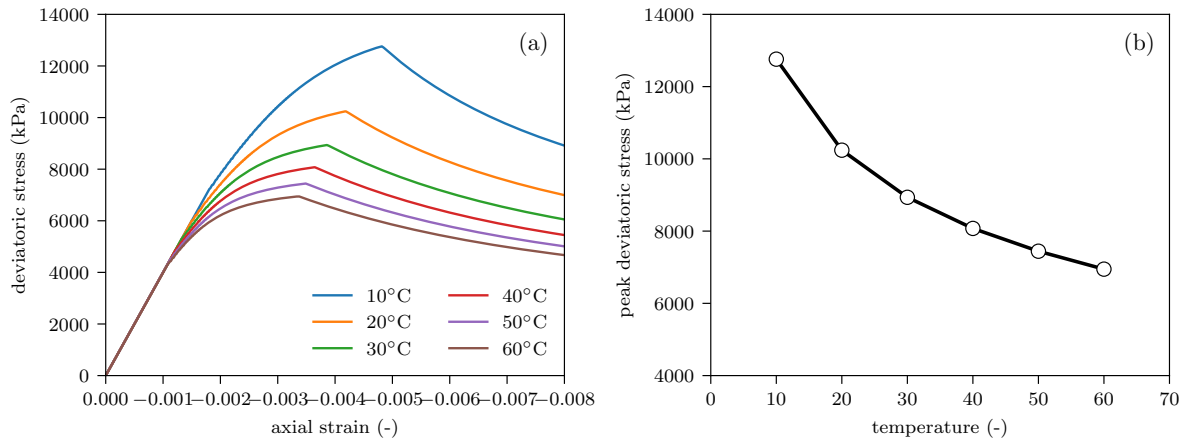 14000
12000
10000
8000
6000
4000
2000
0
deviatoric stress (kPa)
(a)
10°C
20°C
30°C
40°C
50°C
60°C
0.000 −0.001 −0.002 −0.003 −0.004 −0.005 −0.006 −0.007 −0.008
axial strain (-)
14000
12000
10000
8000
6000
4000
peak deviatoric stress (kPa)
(b)
0 10 20 30 40 50 60 70
temperature (-)